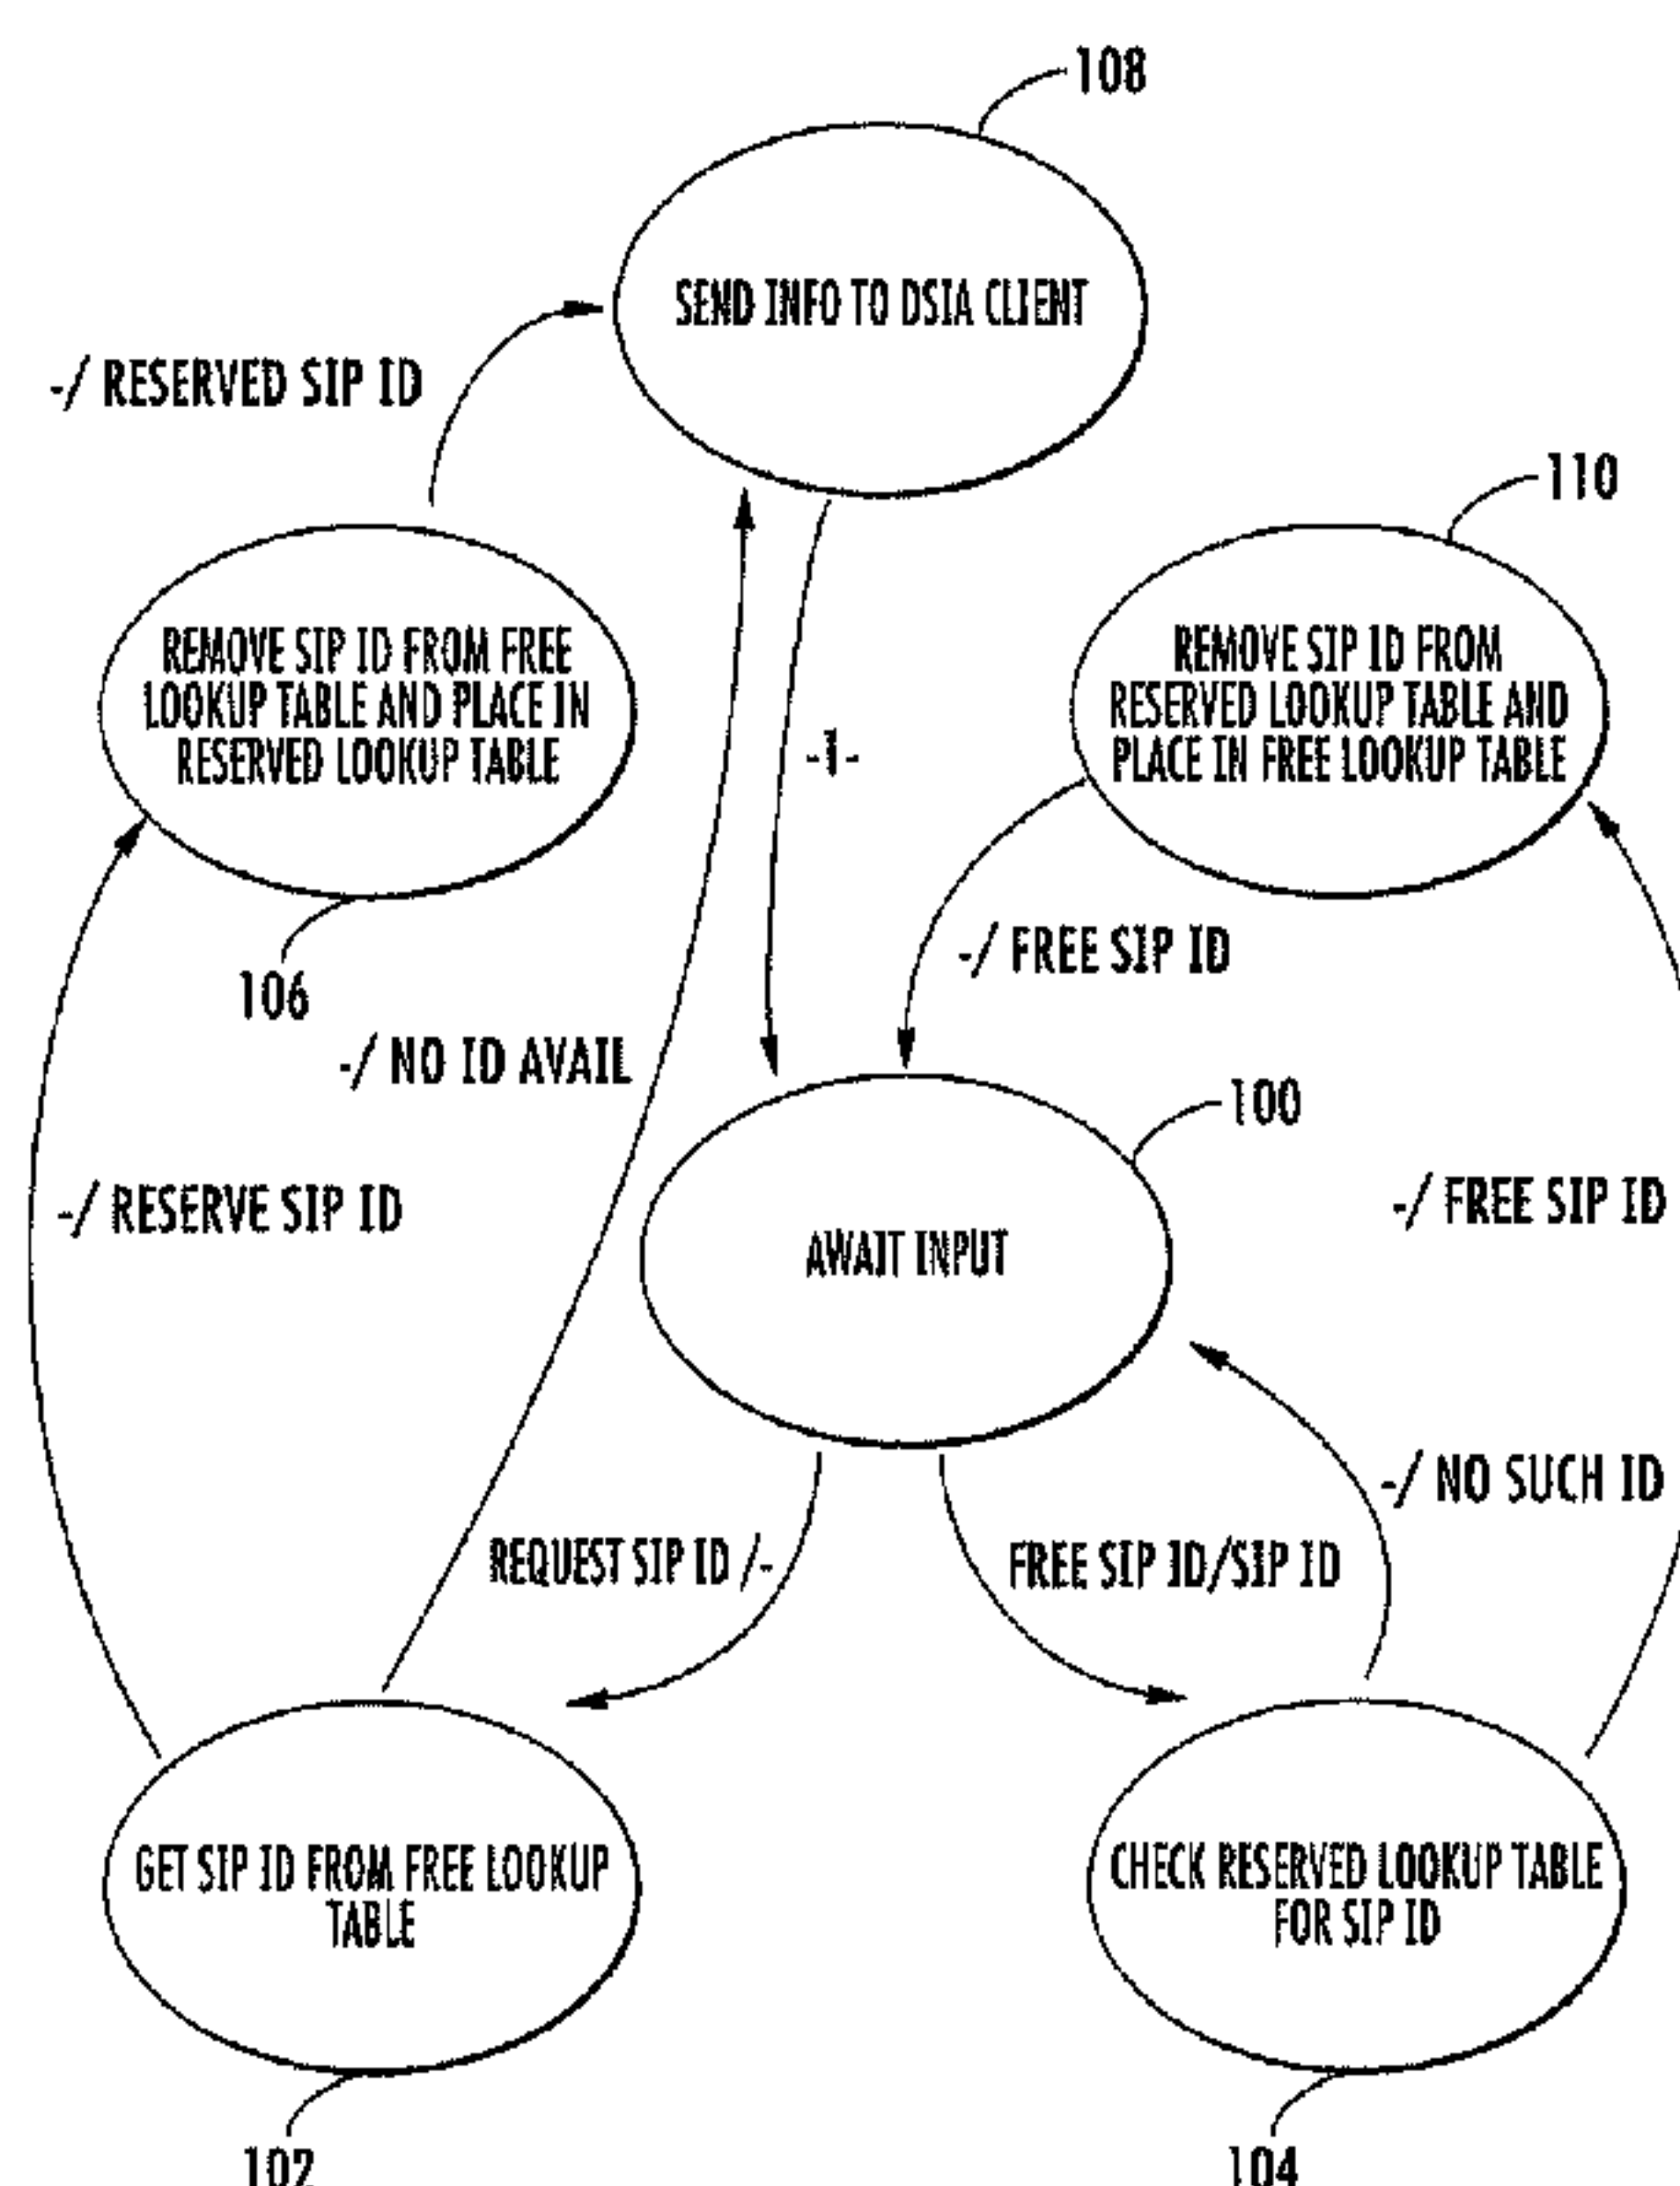 108
SEND INFO TO DSIA CLIENT
-/ RESERVED SIP ID
110
REMOVE SIP ID FROM FREE
LOOKUP TABLE AND PLACE IN
RESERVED LOOKUP TABLE
REMOVE SIP ID FROM
RESERVED LOOKUP TABLE AND
PLACE IN FREE LOOKUP TABLE
-1-
-/ FREE SIP ID
106
-/ NO ID AVAIL
100
-/ RESERVE SIP ID
-/ FREE SIP ID
AWAIT INPUT
-/ NO SUCH ID
REQUEST SIP ID /-
FREE SIP ID/SIP ID
GET SIP ID FROM FREE LOOKUP
TABLE
CHECK RESERVED LOOKUP TABLE
FOR SIP ID
102
104